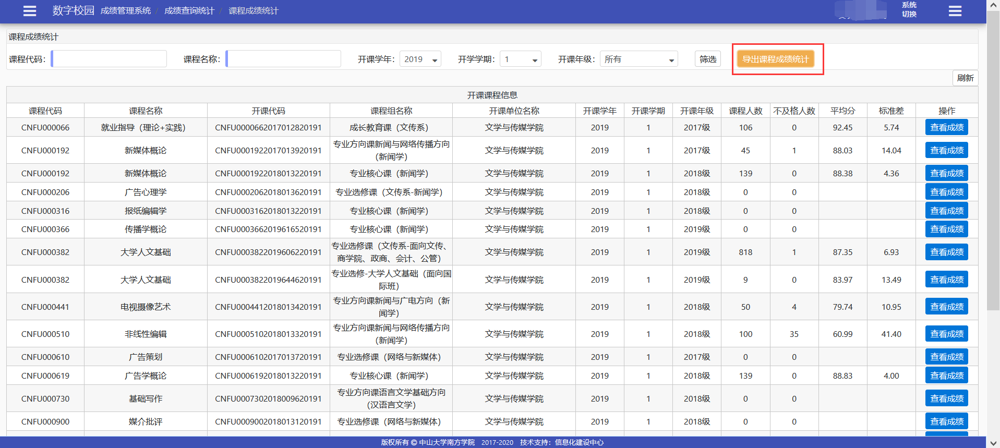 数字校园 成绩管理系统 / 成绩查询统计 / 课程成绩统计
系统
切换
课程成绩统计
课程代码： 课程名称： 开课学年： 2019 开学学期： 1 开课年级： 所有 筛选 导出课程成绩统计
刷新
开课课程信息
课程代码 课程名称 开课代码 课程组名称 开课单位名称 开课学年 开课学期 开课年级 课程人数 不及格人数 平均分 标准差 操作
CNFU000066 就业指导（理论+实践） CNFU0000662017012820191 成长教育课（文传系） 文学与传媒学院 2019 1 2017级 106 0 92.45 5.74 查看成绩
CNFU000192 新媒体概论 CNFU0001922017013920191 专业方向课新闻与网络传播方向
（新闻学） 文学与传媒学院 2019 1 2017级 45 1 88.03 14.04 查看成绩
CNFU000192 新媒体概论 CNFU0001922018013220191 专业核心课（新闻学） 文学与传媒学院 2019 1 2018级 139 0 88.38 4.36 查看成绩
CNFU000206 广告心理学 CNFU0002062018013620191 专业选修课（文传系-新闻学） 文学与传媒学院 2019 1 2018级 0 0 查看成绩
CNFU000316 报纸编辑学 CNFU0003162018013220191 专业核心课（新闻学） 文学与传媒学院 2019 1 2018级 0 0 查看成绩
CNFU000366 传播学概论 CNFU0003662019616520191 专业核心课（新闻学） 文学与传媒学院 2019 1 2019级 0 0 查看成绩
CNFU000382 大学人文基础 CNFU0003822019606220191 专业选修课（文传系-面向文传、
商学院、政商、会计、公管） 文学与传媒学院 2019 1 2019级 818 1 87.35 6.93 查看成绩
CNFU000382 大学人文基础 CNFU0003822019644620191 专业选修-大学人文基础（面向国
际班） 文学与传媒学院 2019 1 2019级 9 0 83.97 13.49 查看成绩
CNFU000441 电视摄像艺术 CNFU0004412018013420191 专业方向课新闻与广电方向（新
闻学） 文学与传媒学院 2019 1 2018级 50 4 79.74 10.95 查看成绩
CNFU000510 非线性编辑 CNFU0005102018013320191 专业方向课新闻与网络传播方向
（新闻学） 文学与传媒学院 2019 1 2018级 100 35 60.99 41.40 查看成绩
CNFU000610 广告策划 CNFU0006102017013720191 专业选修课（网络与新媒体） 文学与传媒学院 2019 1 2017级 0 0 查看成绩
CNFU000619 广告学概论 CNFU0006192018013220191 专业核心课（新闻学） 文学与传媒学院 2019 1 2018级 139 0 88.83 4.00 查看成绩
CNFU000730 基础写作 CNFU0007302018009620191 专业方向课语言文学基础方向
（汉语言文学） 文学与传媒学院 2019 1 2018级 0 0 查看成绩
CNFU000900 媒介批评 CNFU0009002018013120191 专业选修课（网络与新媒体） 文学与传媒学院 2019 1 2018级 0 0 查看成绩
版权所有 © 中山大学南方学院 2017-2020 技术支持：信息化建设中心